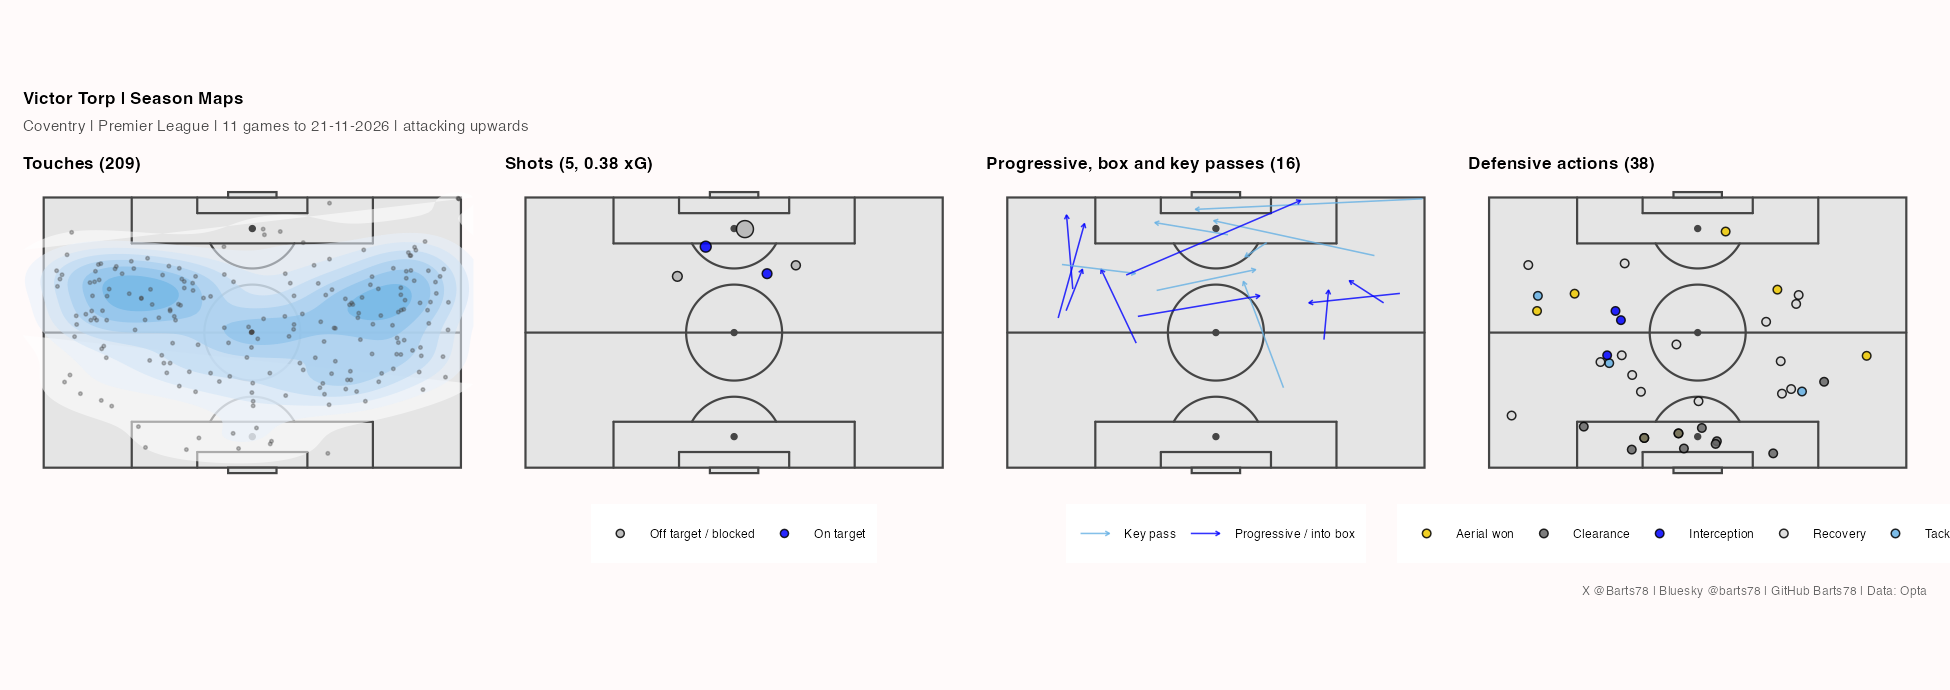 Victor Torp | Season Maps
Coventry | Premier League | 11 games to 21-11-2026 | attacking upwards
Touches (209)
Shots (5, 0.38 xG)
Progressive, box and key passes (16)
Defensive actions (38)
Off target / blocked
On target
Key pass
Progressive / into box
Aerial won
Clearance
Interception
Recovery
Tack
X @Barts78 | Bluesky @barts78 | GitHub Barts78 | Data: Opta